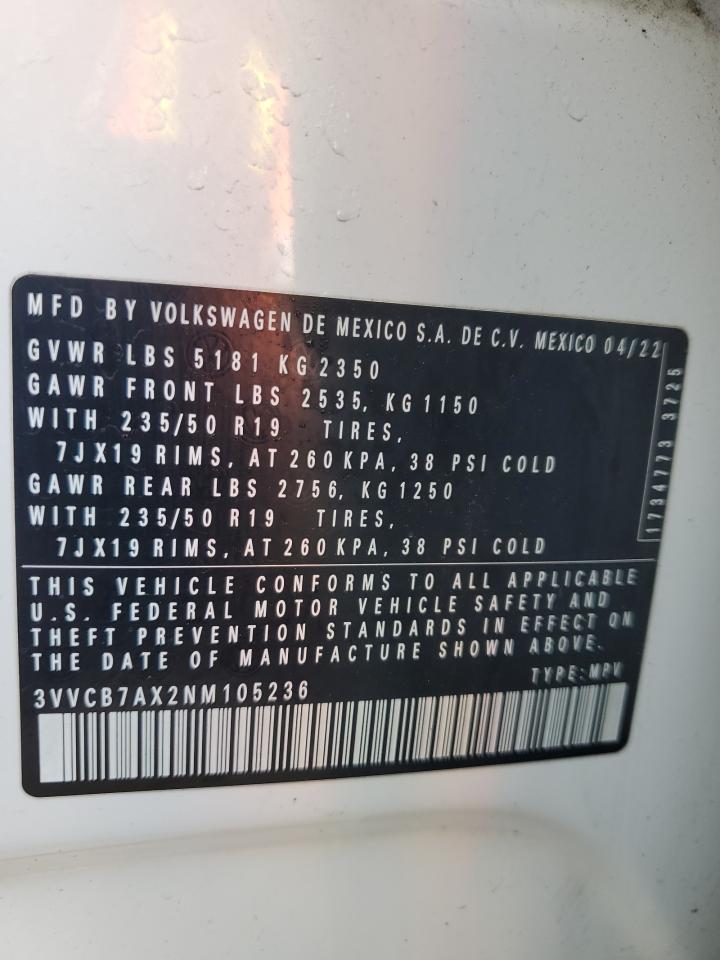 MFD BY VOLKSWAGEN DE MEXICO S.A. DE C.V. MEXICO 04/22
GVWR LBS 5181 KG 2350
GAWR FRONT LBS 2535, KG 1150
WITH 235/50 R19 TIRES,
7JX19 RIMS, AT 260 KPA, 38 PSI COLD
GAWR REAR LBS 2756, KG 1250
WITH 235/50 R19 TIRES,
7JX19 RIMS, AT 260 KPA, 38 PSI COLD
1734773 3725
THIS VEHICLE CONFORMS TO ALL APPLICABLE
U.S. FEDERAL MOTOR VEHICLE SAFETY AND
THEFT PREVENTION STANDARDS IN EFFECT ON
THE DATE OF MANUFACTURE SHOWN ABOVE.
TYPE: MPV
3VVCB7AX2NM105236